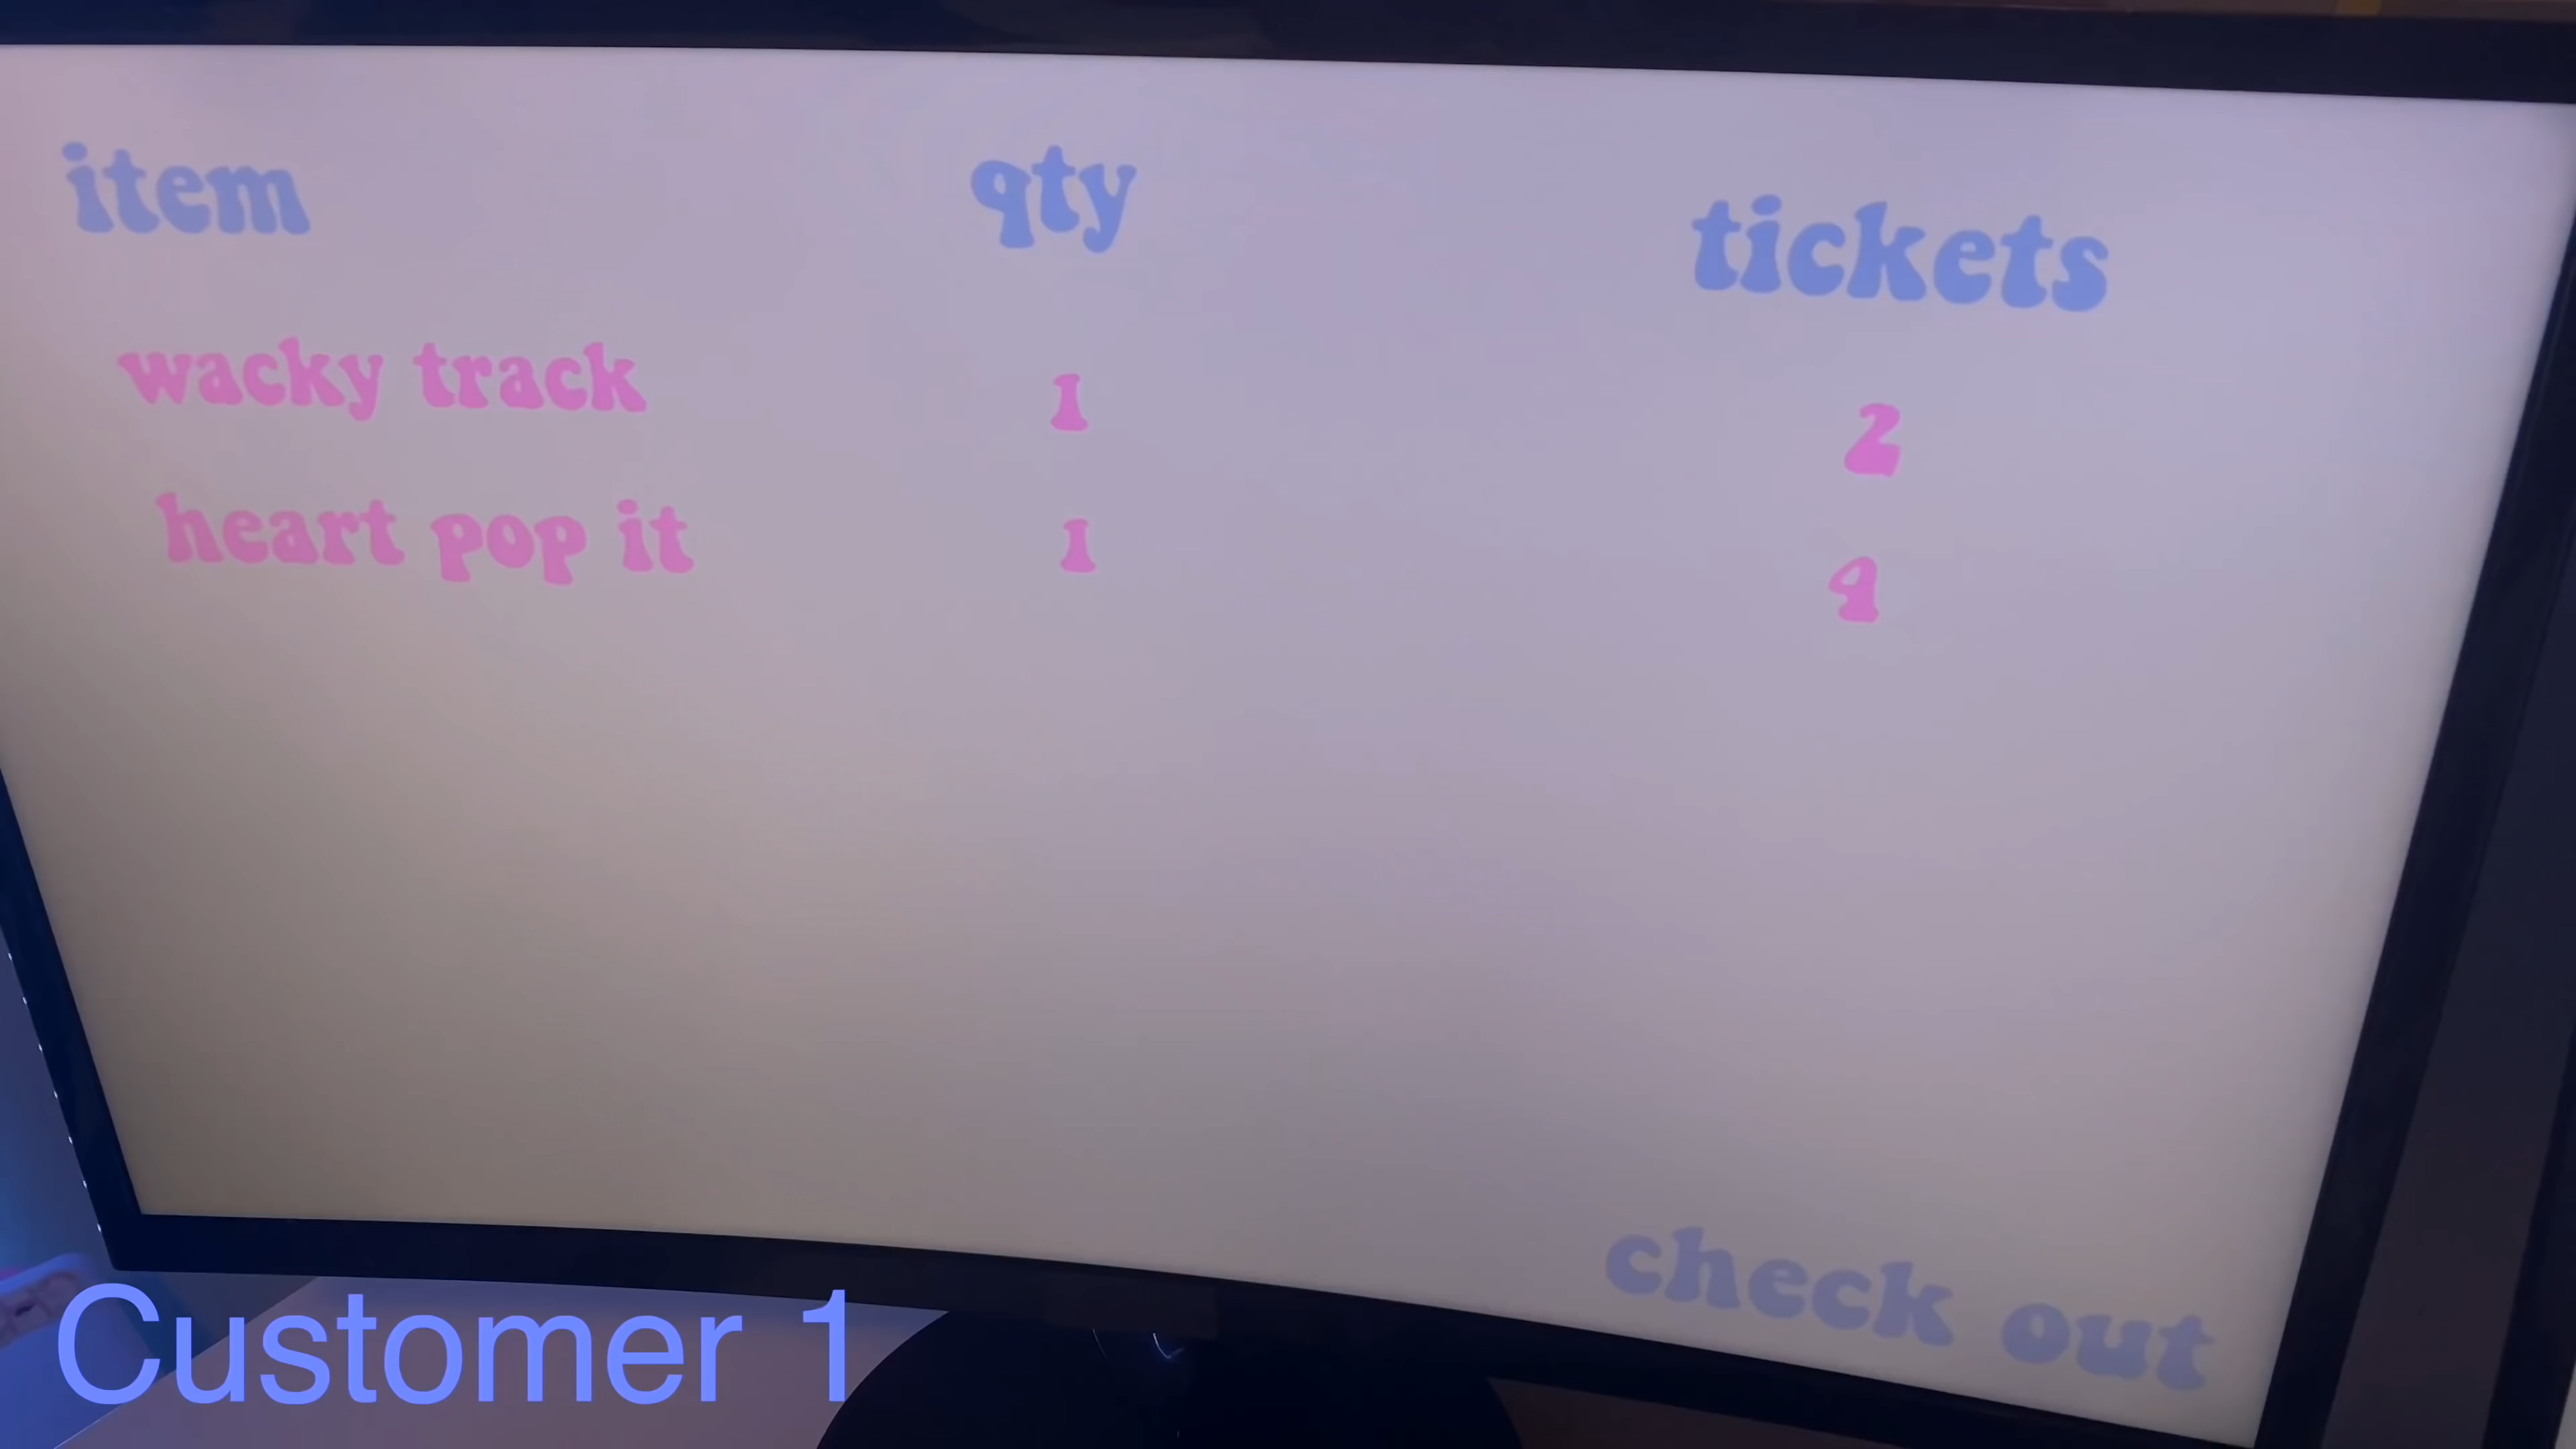 item qty tickets
wacky track 1 2
heart pop it 1 4
check out
Customer 1